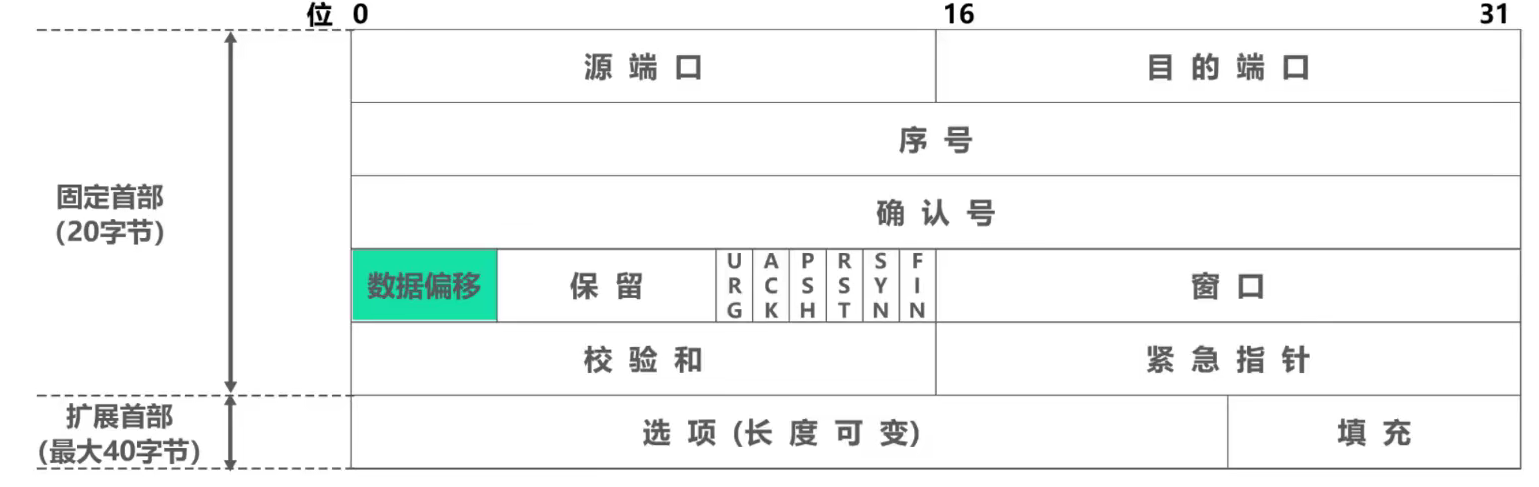 位 0 16 31
源 端 口 目 的 端 口
序 号
确 认 号
固定首部
(20字节)
数据偏移 保 留 URG ACK PSH RST SYN FIN 窗 口
校 验 和 紧 急 指 针
扩展首部
(最大40字节)
选 项 (长 度 可 变) 填 充